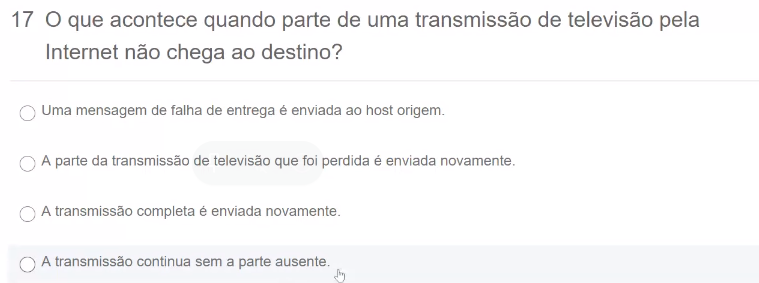 17 O que acontece quando parte de uma transmissão de televisão pela
Internet não chega ao destino?
Uma mensagem de falha de entrega é enviada ao host origem.
A parte da transmissão de televisão que foi perdida é enviada novamente.
A transmissão completa é enviada novamente.
A transmissão continua sem a parte ausente.